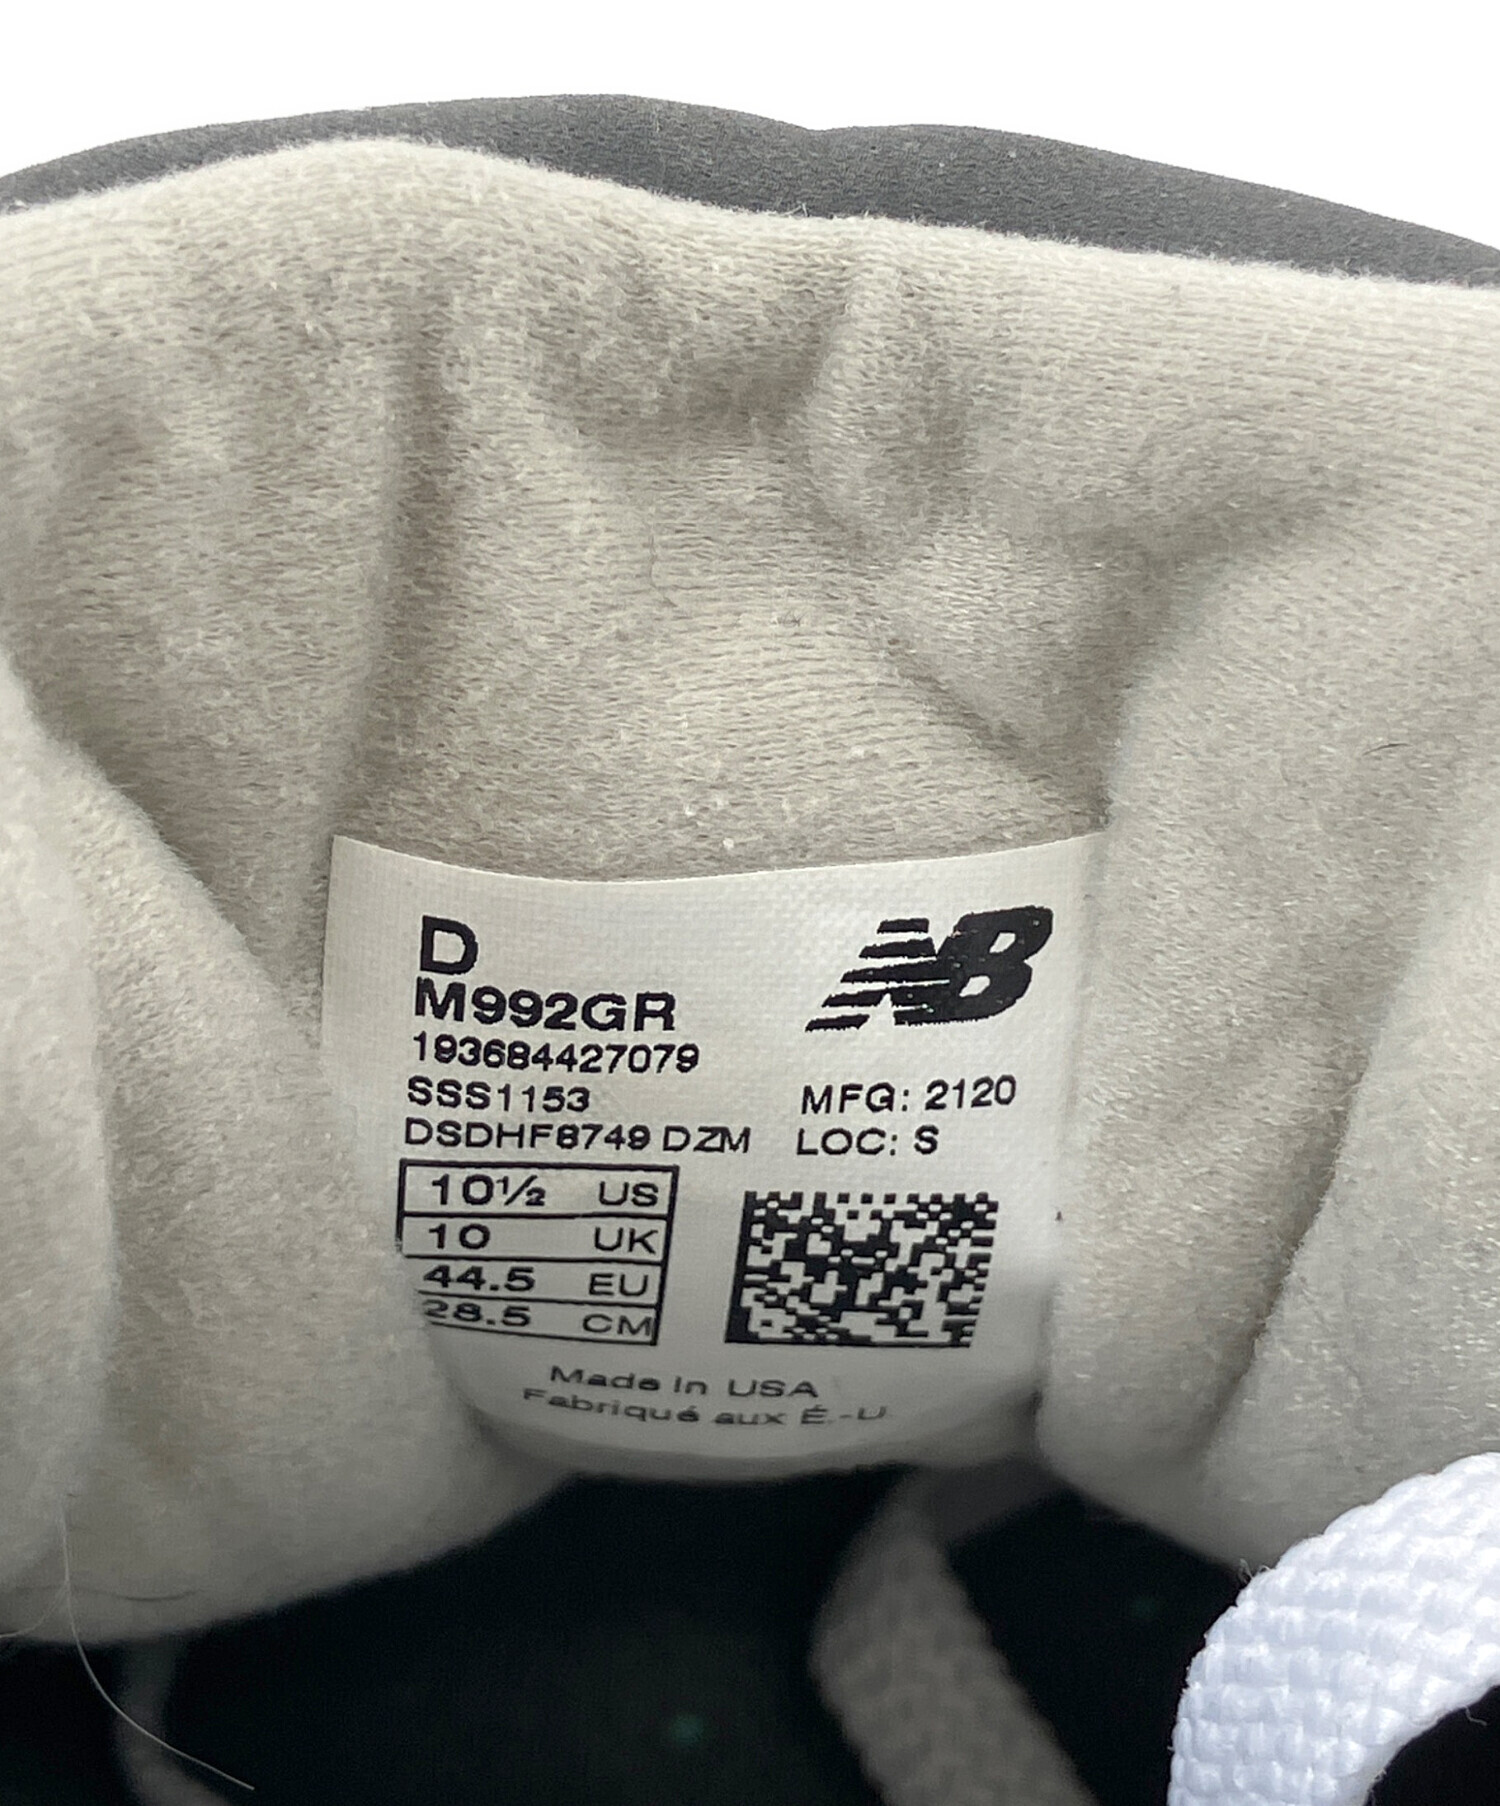 D
NB
M992GR
193684427079
SSS1153
MFG: 2120
DSDHF8749 DZM
LOC: S
10½ US
10 UK
44.5 EU
28.5 CM
Made in USA
Fabriqué aux É.-U